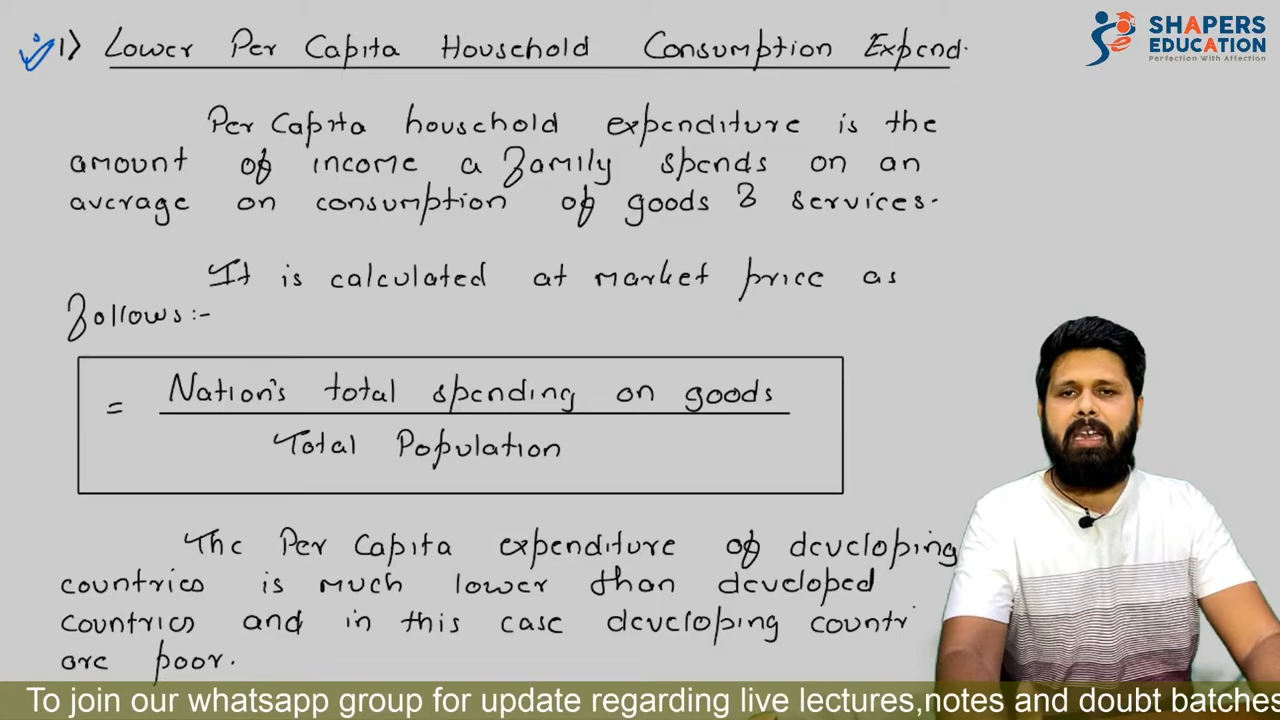 1) Lower Per Capita Household Consumption Expend.
SHAPERS
EDUCATION
Perfection With Affection
Per Capita household expenditure is the
amount of income a family spends on an
average on consumption of goods & services.
It is calculated at market price as
follows:-
= Nation's total spending on goods
Total Population
The Per Capita expenditure of developing
countries is much lower than developed
countries and in this case developing countr
are poor.
To join our whatsapp group for update regarding live lectures,notes and doubt batches